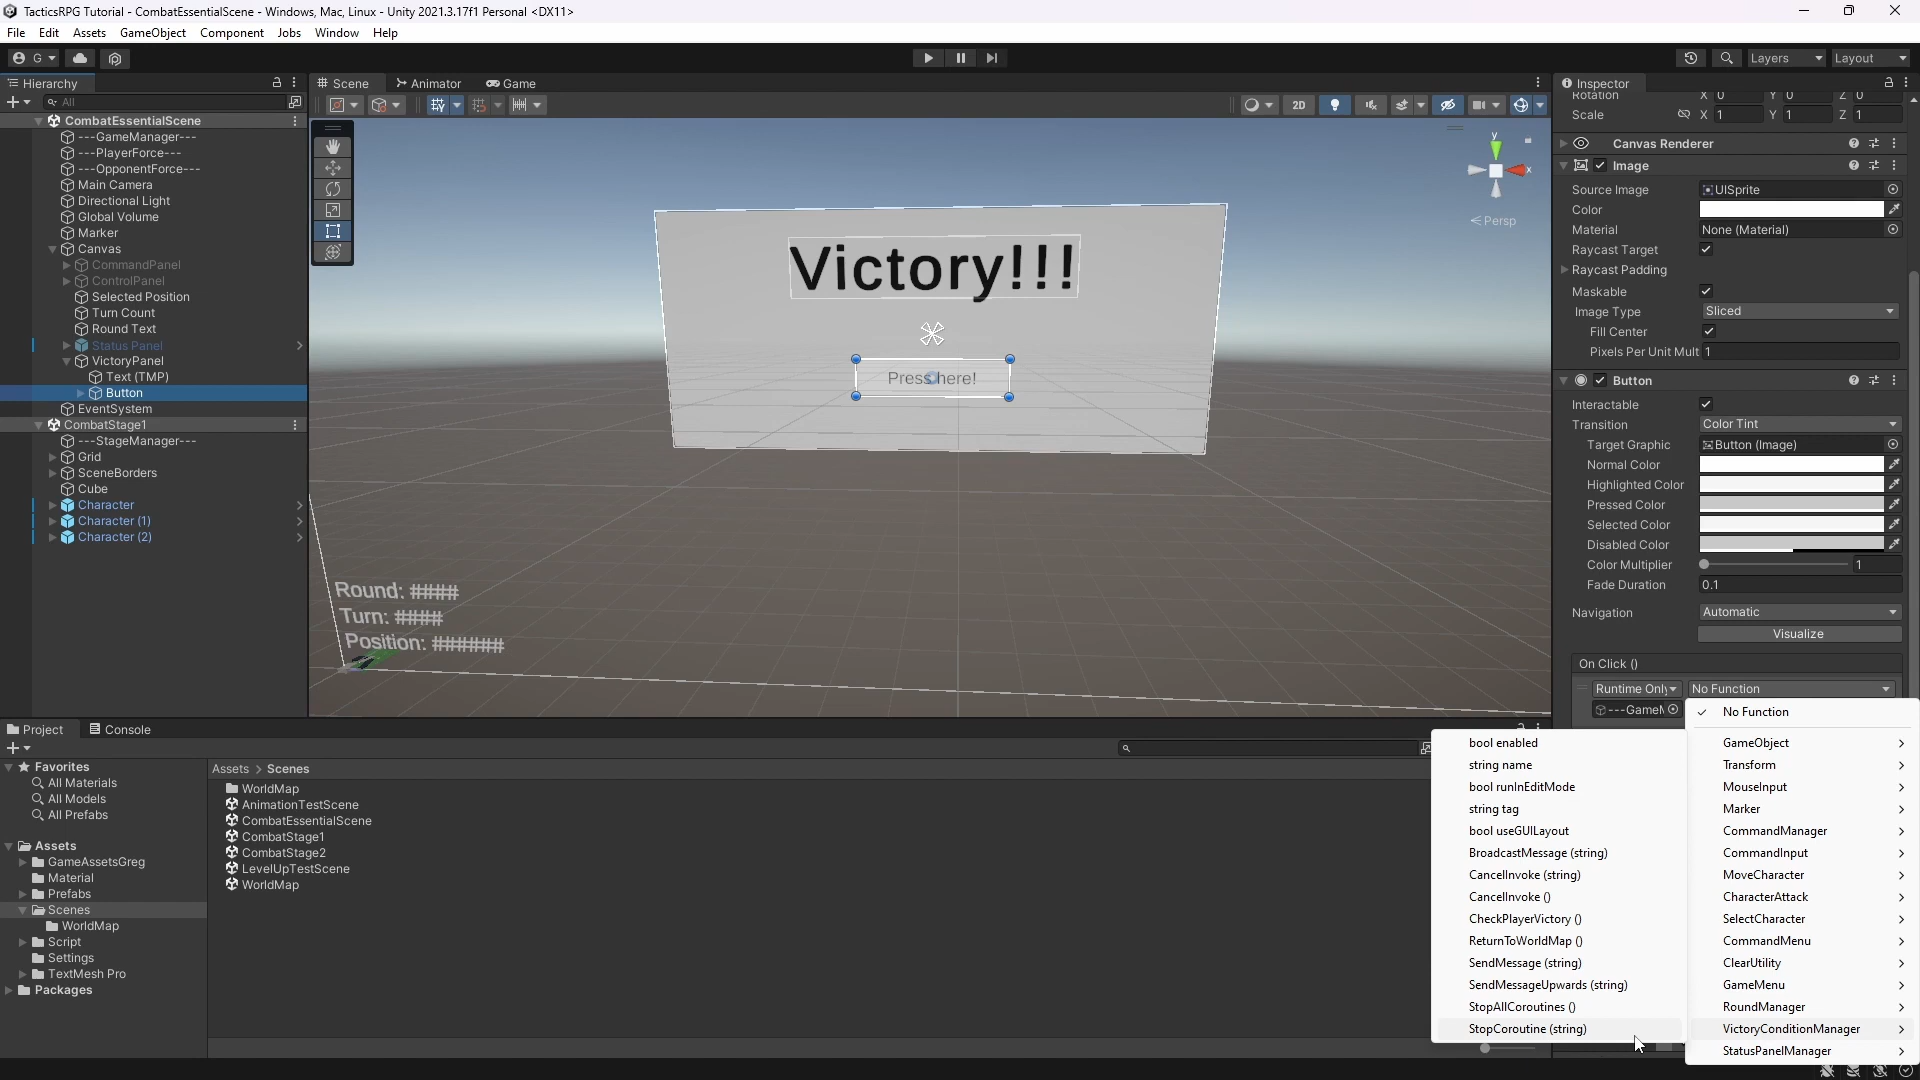 TacticsRPG Tutorial - CombatEssentialScene - Windows, Mac, Linux - Unity 2021.3.17f1 Personal <DX11>
File Edit Assets GameObject Component Jobs Window Help
G Layers Layout
Hierarchy
All
CombatEssentialScene
---GameManager---
---PlayerForce---
---OpponentForce---
Main Camera
Directional Light
Global Volume
Marker
Canvas
CommandPanel
ControlPanel
Selected Position
Turn Count
Round Text
Status Panel
VictoryPanel
Text (TMP)
Button
EventSystem
CombatStage1
---StageManager---
Grid
SceneBorders
Cube
Character
Character (1)
Character (2)
Scene Animator Game
2D
y
x
Persp
Victory!!!
Press here!
Round: ####
Turn: ####
Position: ######
Inspector
Rotation X 0 Y 0 Z 0
Scale X 1 Y 1 Z 1
Canvas Renderer
Image
Source Image UISprite
Color
Material None (Material)
Raycast Target
Raycast Padding
Maskable
Image Type Sliced
Fill Center
Pixels Per Unit Mult 1
Button
Interactable
Transition Color Tint
Target Graphic Button (Image)
Normal Color
Highlighted Color
Pressed Color
Selected Color
Disabled Color
Color Multiplier 1
Fade Duration 0.1
Navigation Automatic
Visualize
On Click ()
Runtime Only No Function
---GameM
No Function
GameObject
Transform
MouseInput
Marker
CommandManager
CommandInput
MoveCharacter
CharacterAttack
SelectCharacter
CommandMenu
ClearUtility
GameMenu
RoundManager
VictoryConditionManager
StatusPanelManager
bool enabled
string name
bool runInEditMode
string tag
bool useGUILayout
BroadcastMessage (string)
CancelInvoke (string)
CancelInvoke ()
CheckPlayerVictory ()
ReturnToWorldMap ()
SendMessage (string)
SendMessageUpwards (string)
StopAllCoroutines ()
StopCoroutine (string)
Project Console
Favorites
All Materials
All Models
All Prefabs
Assets
GameAssetsGreg
Material
Prefabs
Scenes
WorldMap
Script
Settings
TextMesh Pro
Packages
Assets > Scenes
WorldMap
AnimationTestScene
CombatEssentialScene
CombatStage1
CombatStage2
LevelUpTestScene
WorldMap